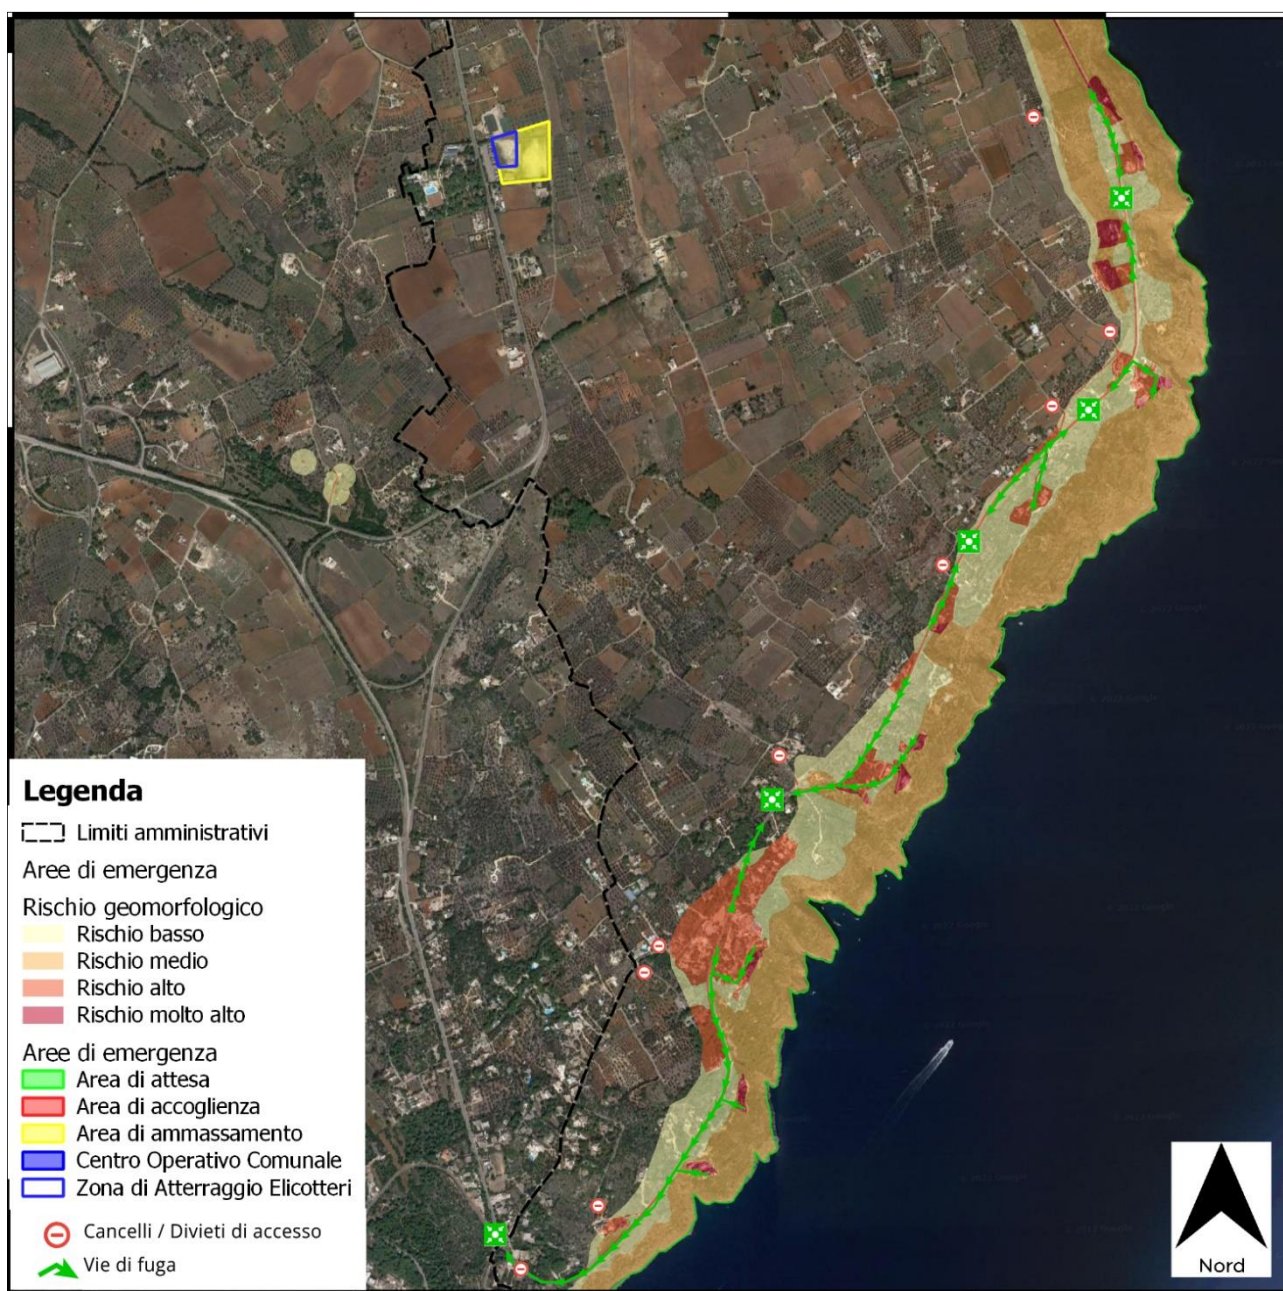 Legenda
Limiti amministrativi
Aree di emergenza
Rischio geomorfologico
Rischio basso
Rischio medio
Rischio alto
Rischio molto alto
Aree di emergenza
Area di attesa
Area di accoglienza
Area di ammassamento
Centro Operativo Comunale
Zona di Atterraggio Elicotteri
Cancelli / Divieti di accesso
Vie di fuga
Nord